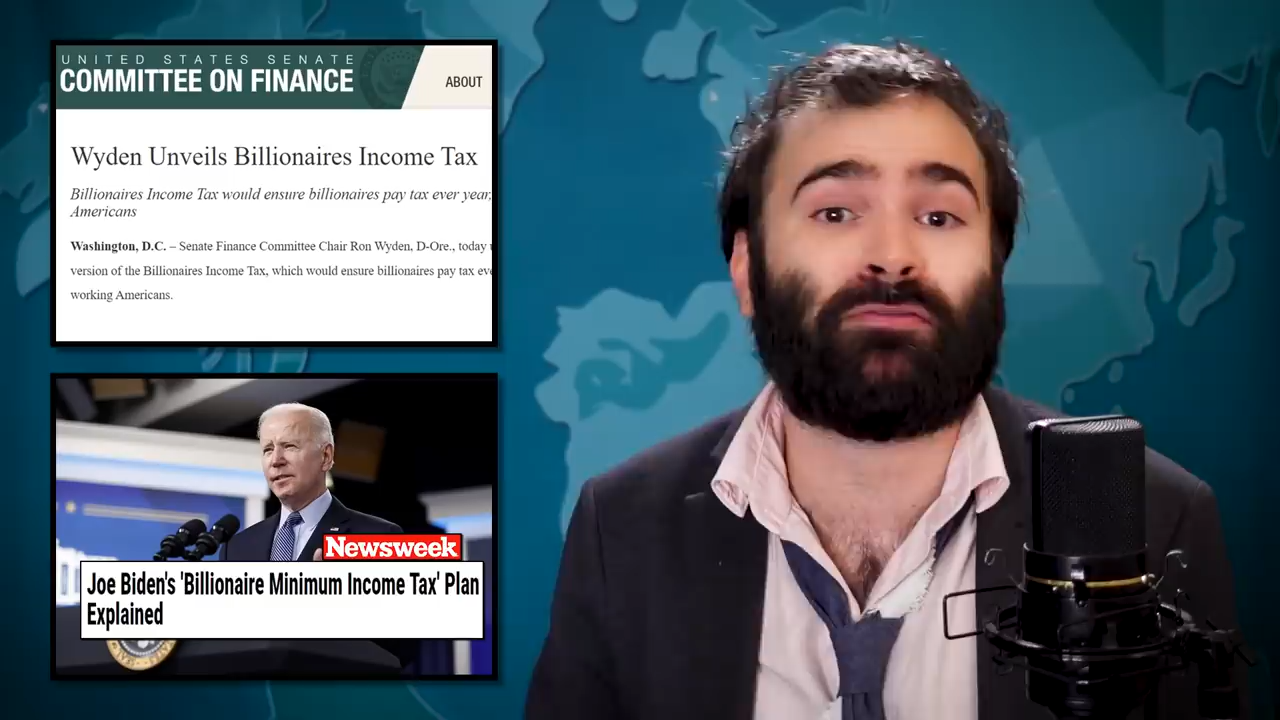 UNITED STATES SENATE
COMMITTEE ON FINANCE
ABOUT
Wyden Unveils Billionaires Income Tax
Billionaires Income Tax would ensure billionaires pay tax ever year,
Americans
Washington, D.C. – Senate Finance Committee Chair Ron Wyden, D-Ore., today
version of the Billionaires Income Tax, which would ensure billionaires pay tax eve
working Americans.
Newsweek
Joe Biden's 'Billionaire Minimum Income Tax' Plan
Explained